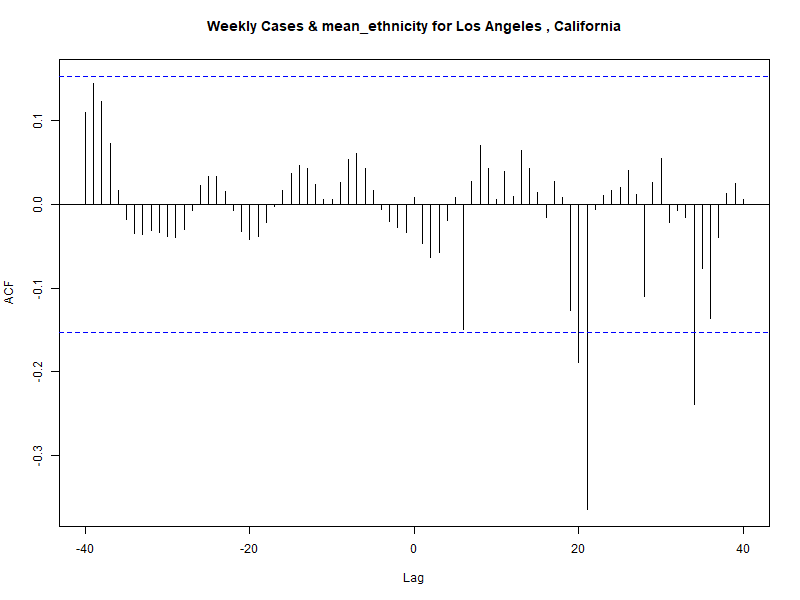 Weekly Cases & mean_ethnicity for Los Angeles , California
ACF
0.1
0.0
-0.1
-0.2
-0.3
-40 -20 0 20 40
Lag